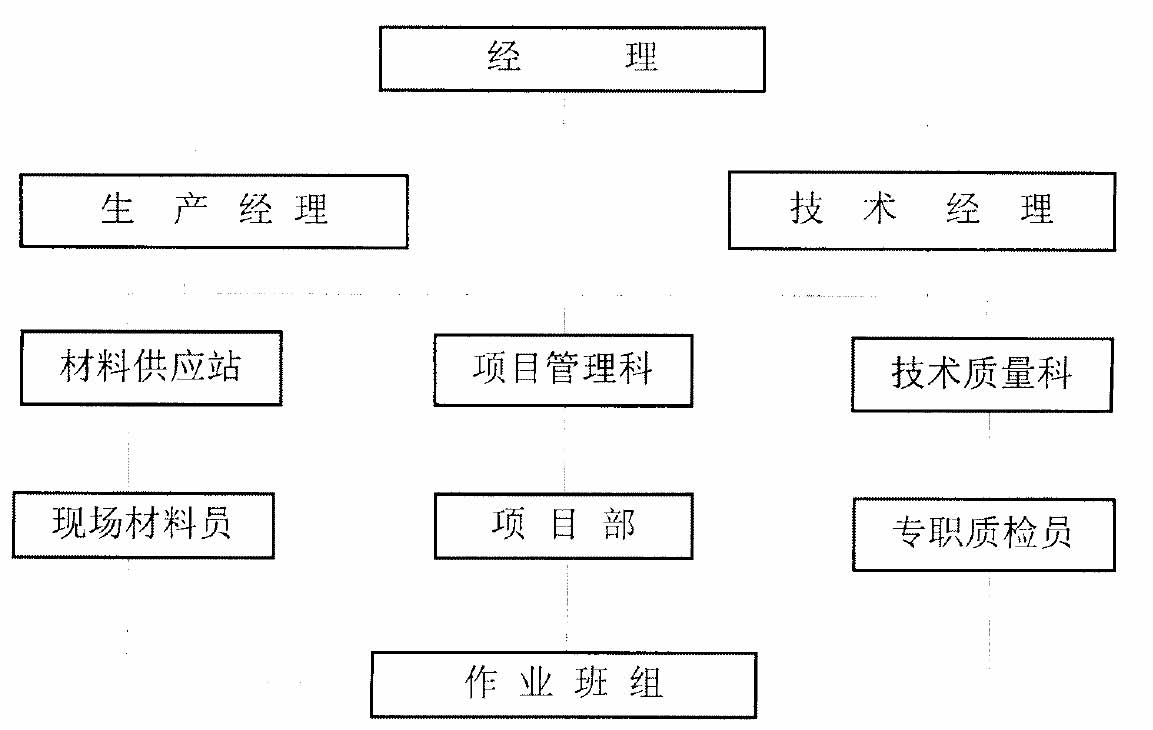 经 理
生 产 经 理
技 术 经 理
材料供应站
项目管理科
技术质量科
现场材料员
项 目 部
专职质检员
作 业 班 组